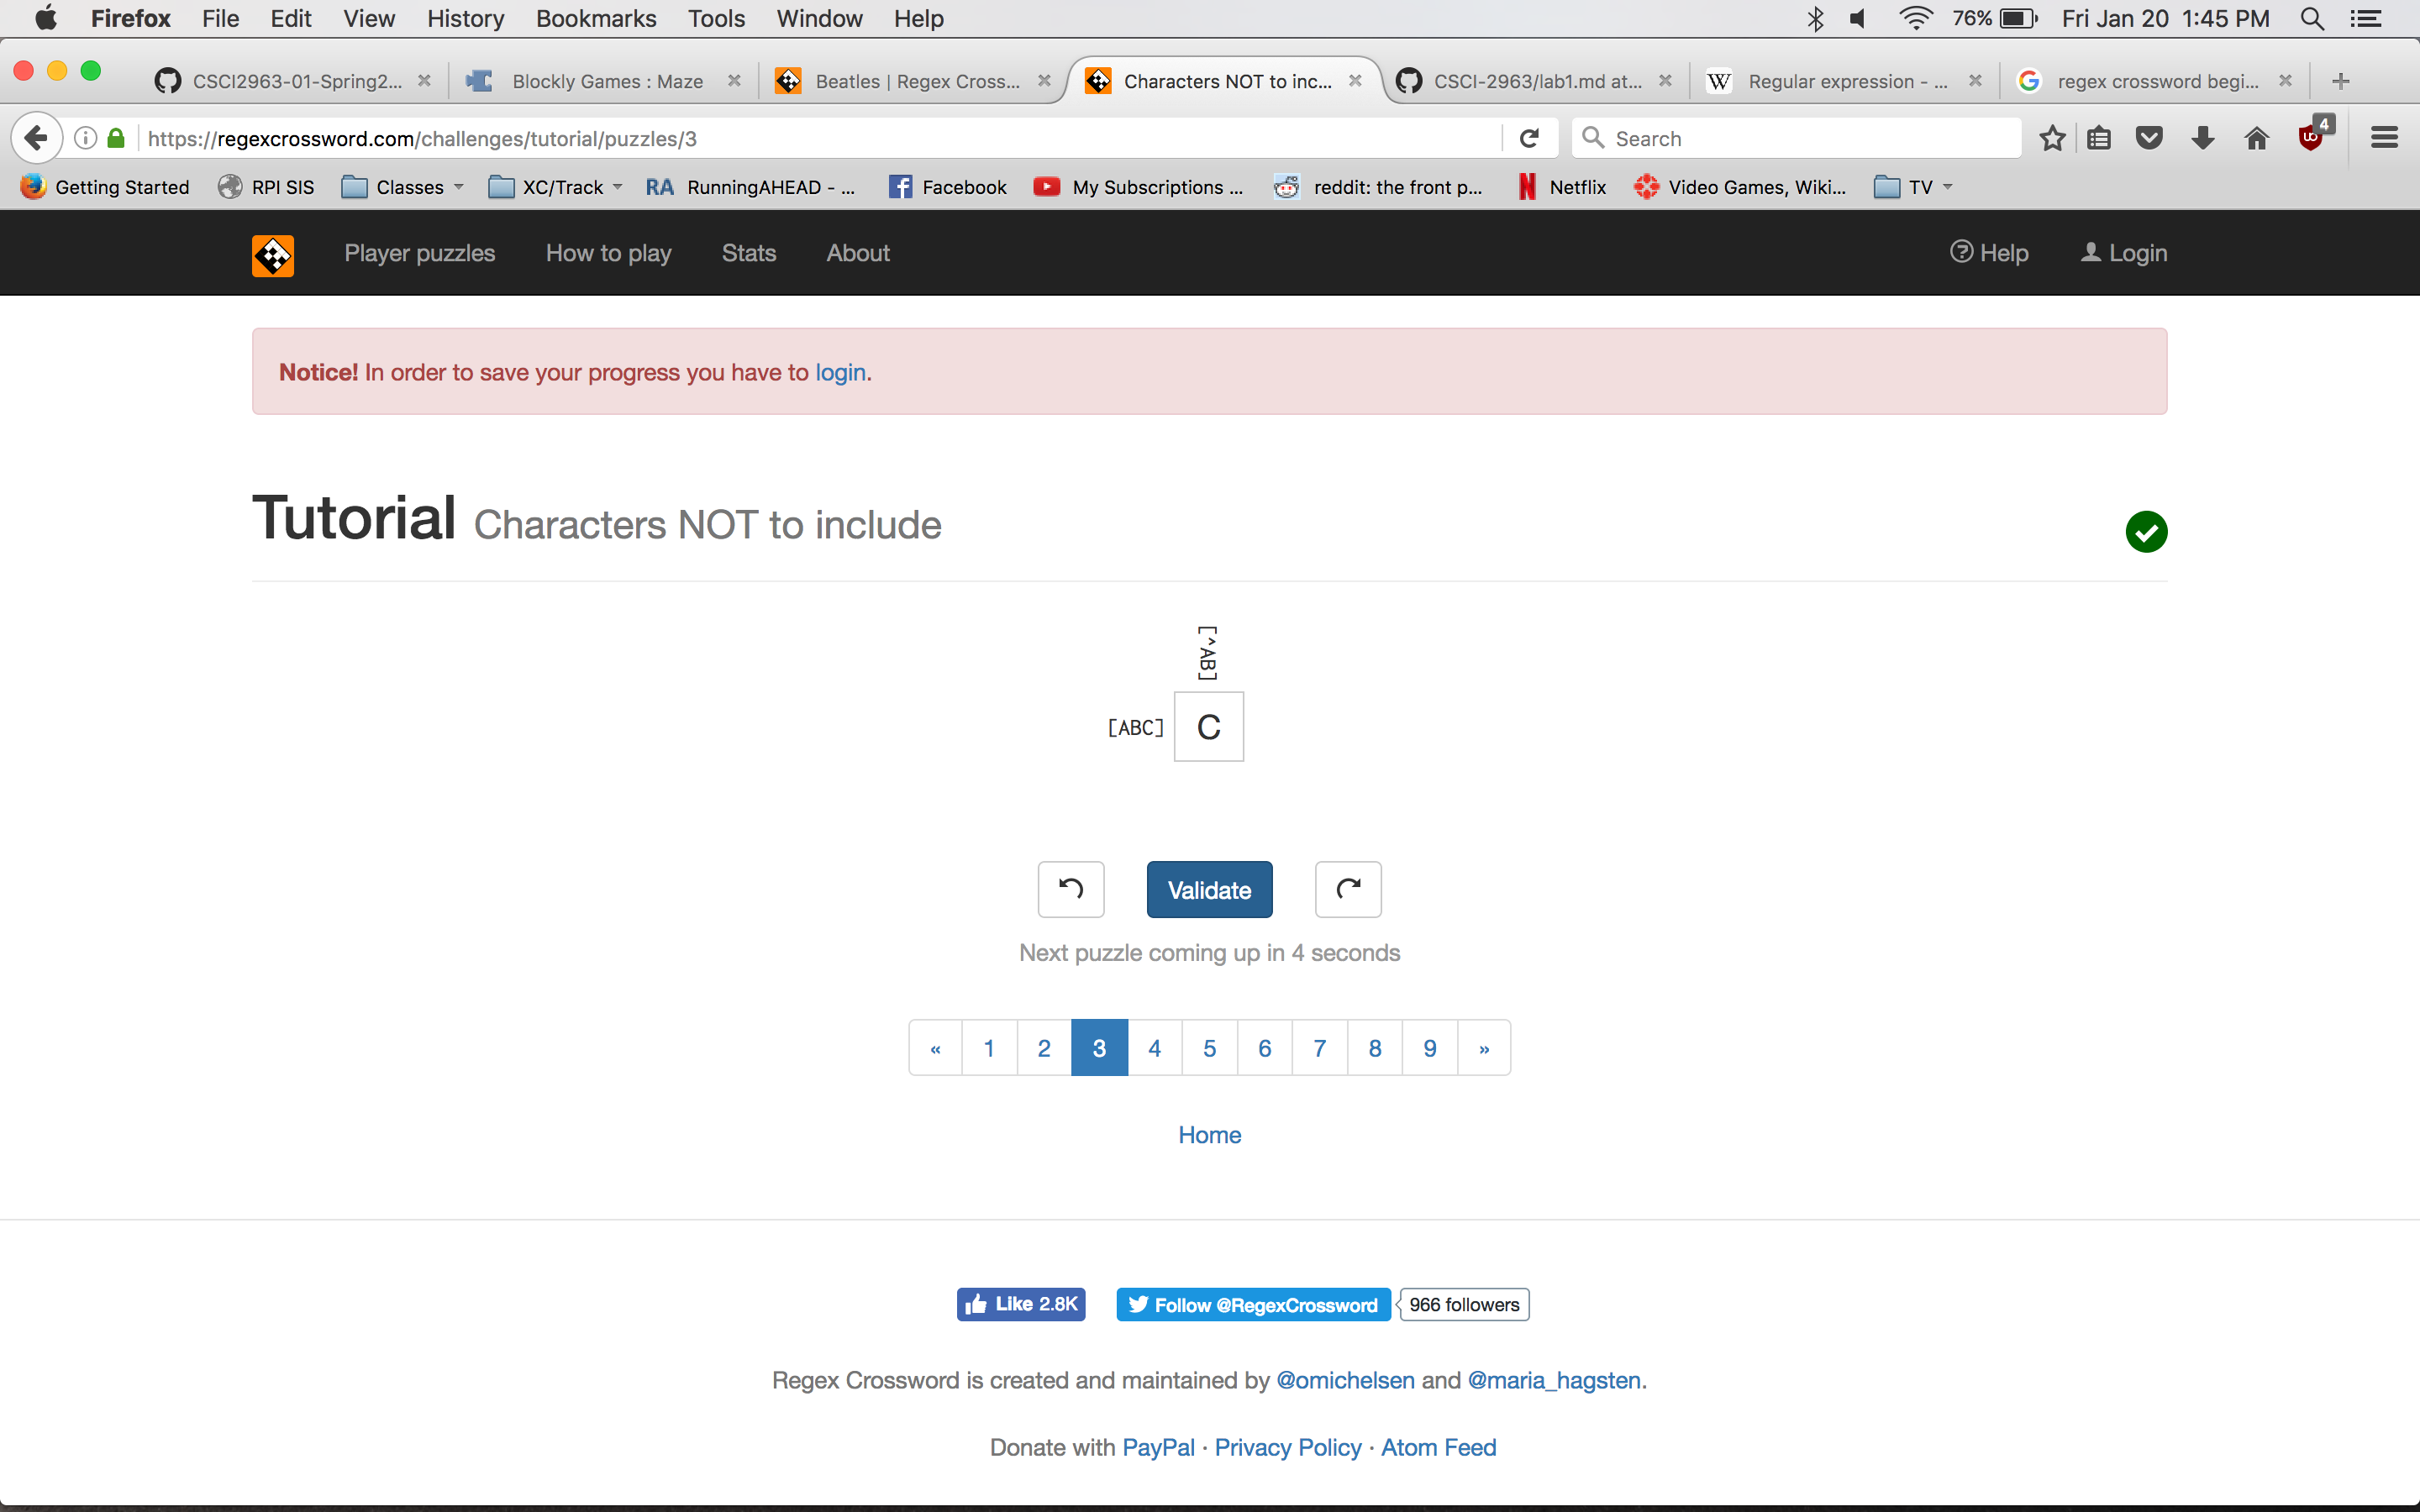 Firefox File Edit View History Bookmarks Tools Window Help 76% Fri Jan 20 1:45 PM
CSCI2963-01-Spring2... Blockly Games : Maze Beatles | Regex Cross... Characters NOT to inc... CSCI-2963/lab1.md at... W Regular expression - ... G regex crossword begi...
https://regexcrossword.com/challenges/tutorial/puzzles/3 Search 4
Getting Started RPI SIS Classes XC/Track RA RunningAHEAD - ... Facebook My Subscriptions ... reddit: the front p... N Netflix Video Games, Wiki... TV
Player puzzles How to play Stats About Help Login
Notice! In order to save your progress you have to login.
Tutorial Characters NOT to include
[^AB]
[ABC] C
Validate
Next puzzle coming up in 4 seconds
« 1 2 3 4 5 6 7 8 9 »
Home
Like 2.8K Follow @RegexCrossword 966 followers
Regex Crossword is created and maintained by @omichelsen and @maria_hagsten.
Donate with PayPal · Privacy Policy · Atom Feed